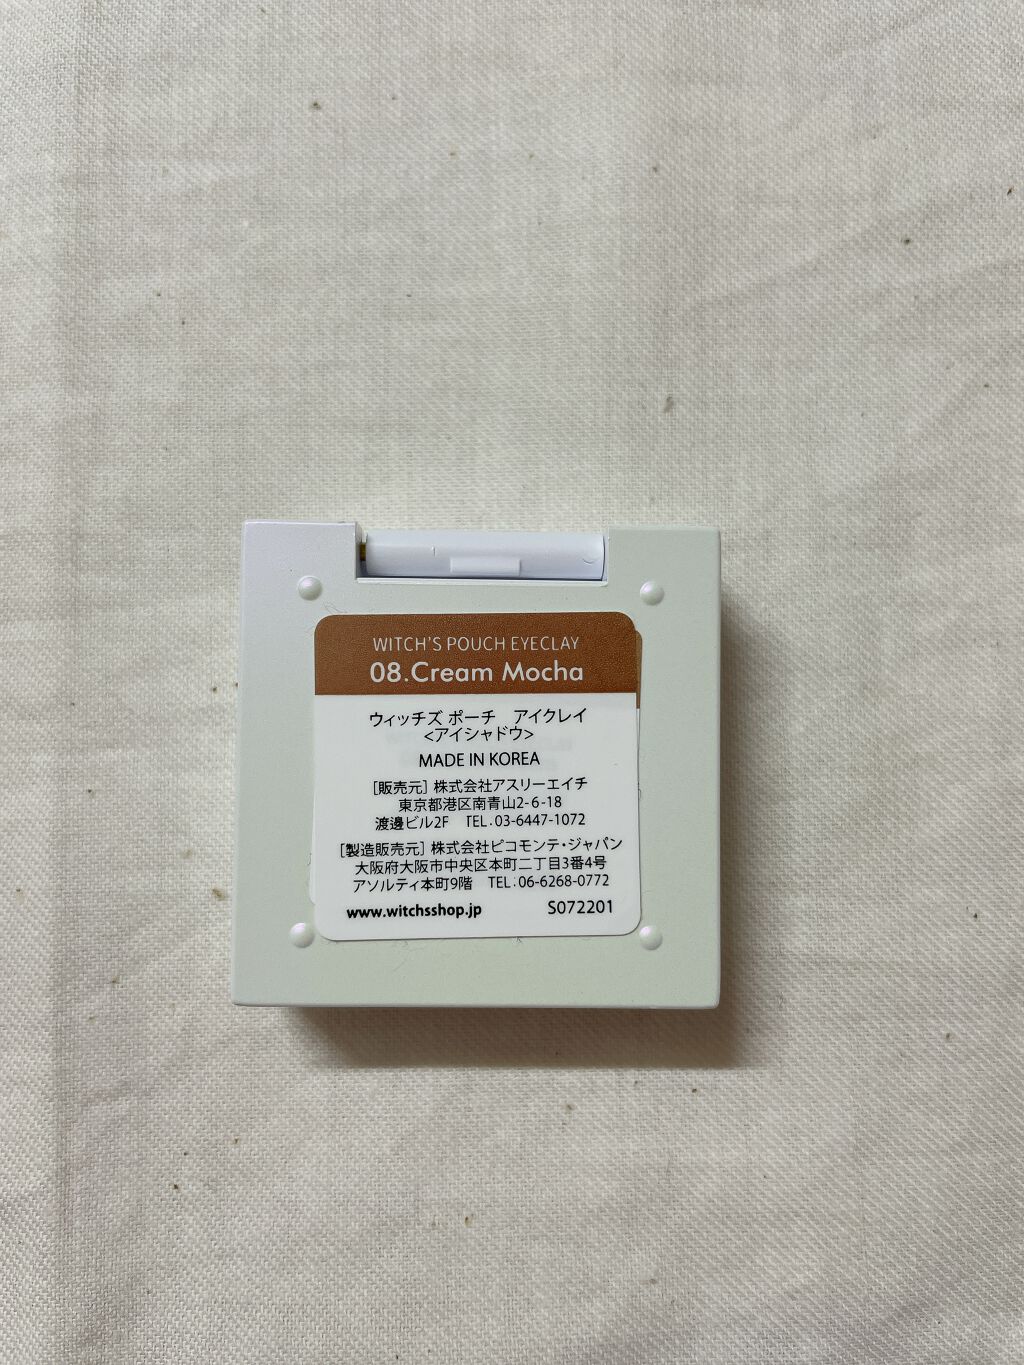 WITCH'S POUCH EYECLAY
08.Cream Mocha
ウィッチズ ポーチ　アイクレイ
<アイシャドウ>
MADE IN KOREA
[販売元] 株式会社アスリーエイチ
東京都港区南青山2-6-18
渡邊ビル2F　TEL.03-6447-1072
[製造販売元] 株式会社ピコモンテ・ジャパン
大阪府大阪市中央区本町二丁目3番4号
アソルティ本町9階　TEL:06-6268-0772
www.witchsshop.jp　S072201